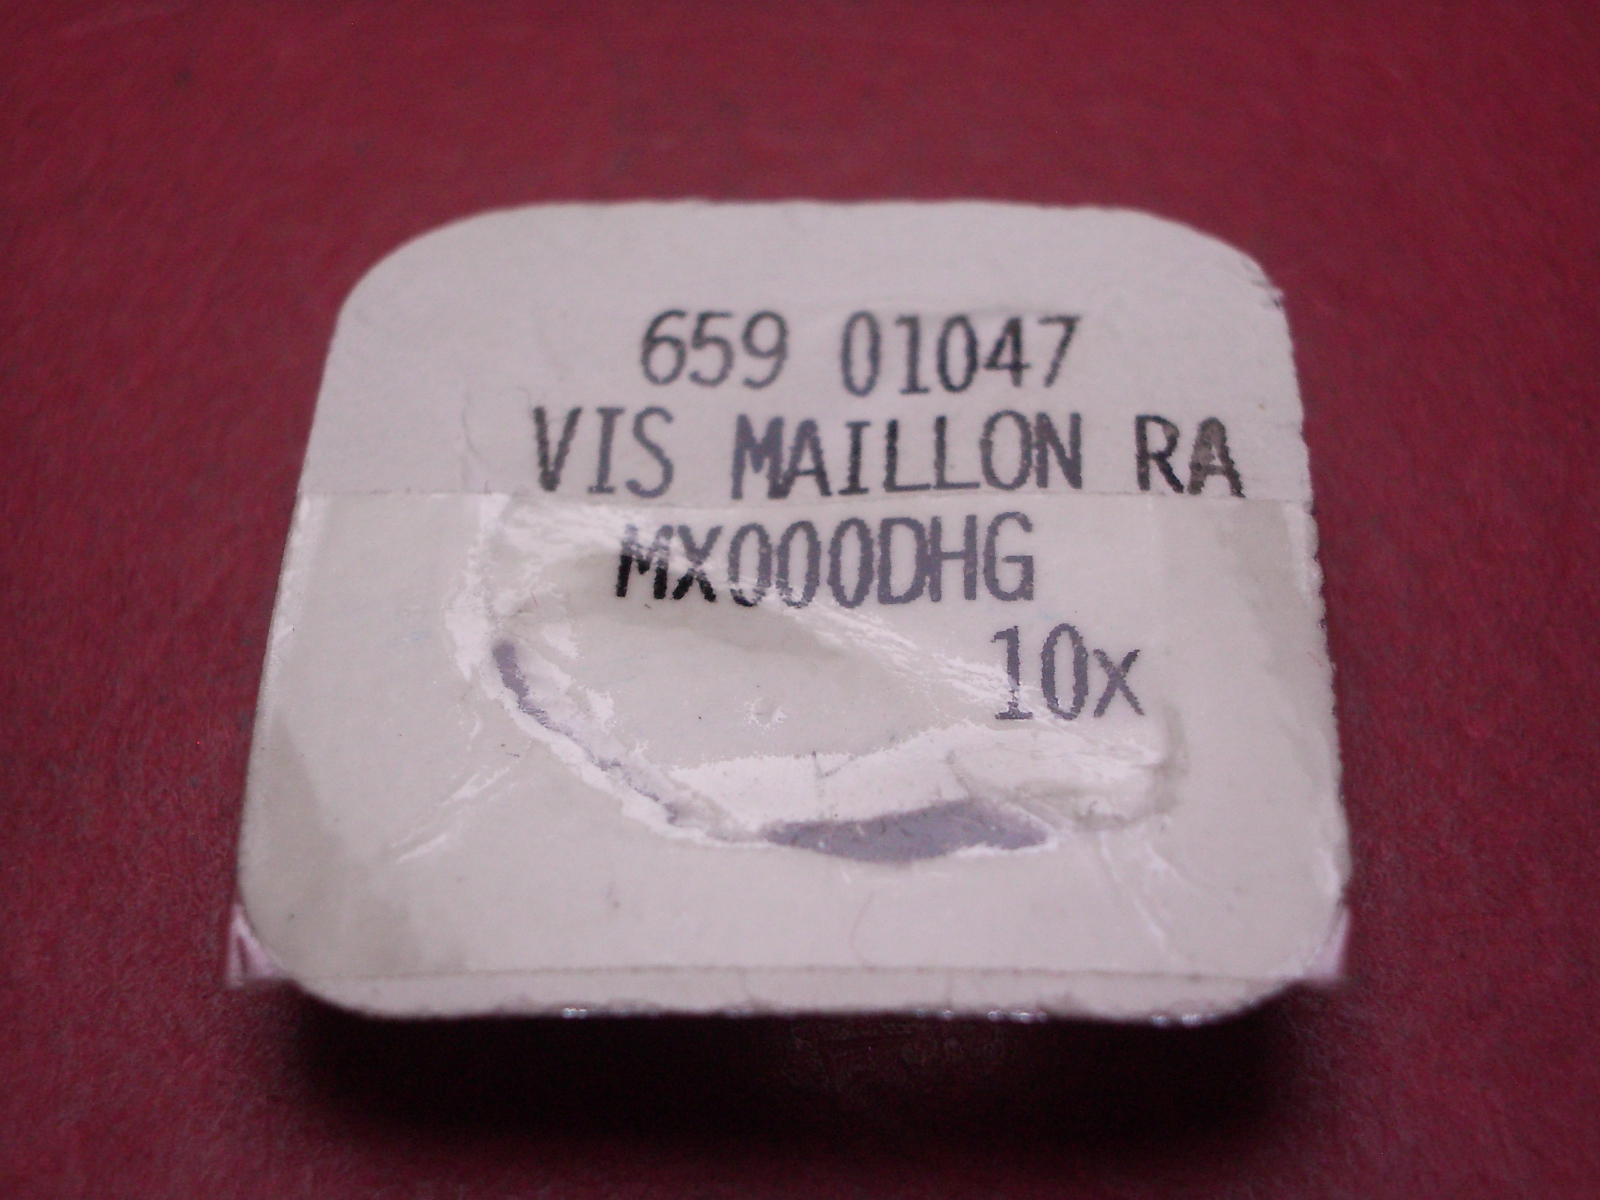 659 01047
VIS MAILLON RA
MX000DHG
10x